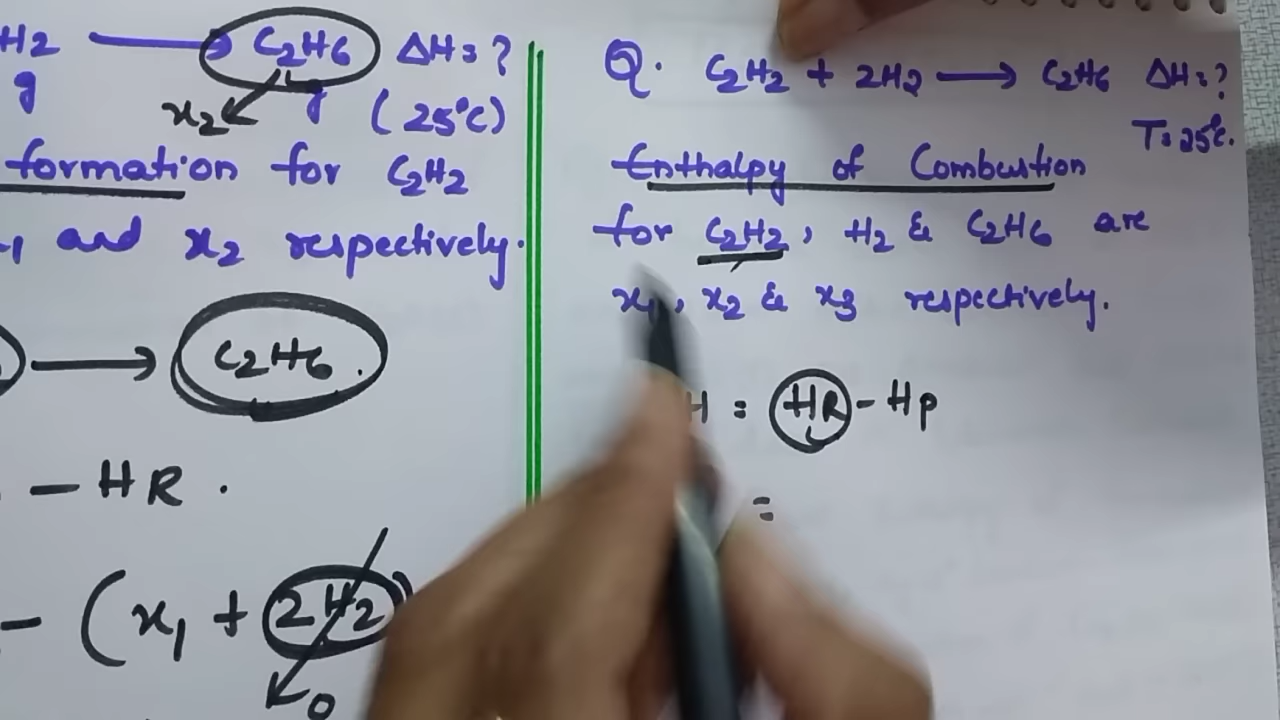 H2 ⟶ C2H6 ΔH = ?
g g
x2 (25°C)
formation for C2H2
and x2 respectively.
⟶ C2H6.
– HR.
– (x1 + 2H2)
0
Q. C2H2 + 2H2 ⟶ C2H6 ΔH = ?
T = 25°C.
Enthalpy of Combustion
for C2H2, H2 & C2H6 are
x1, x2 & x3 respectively.
H = HR – Hp
=